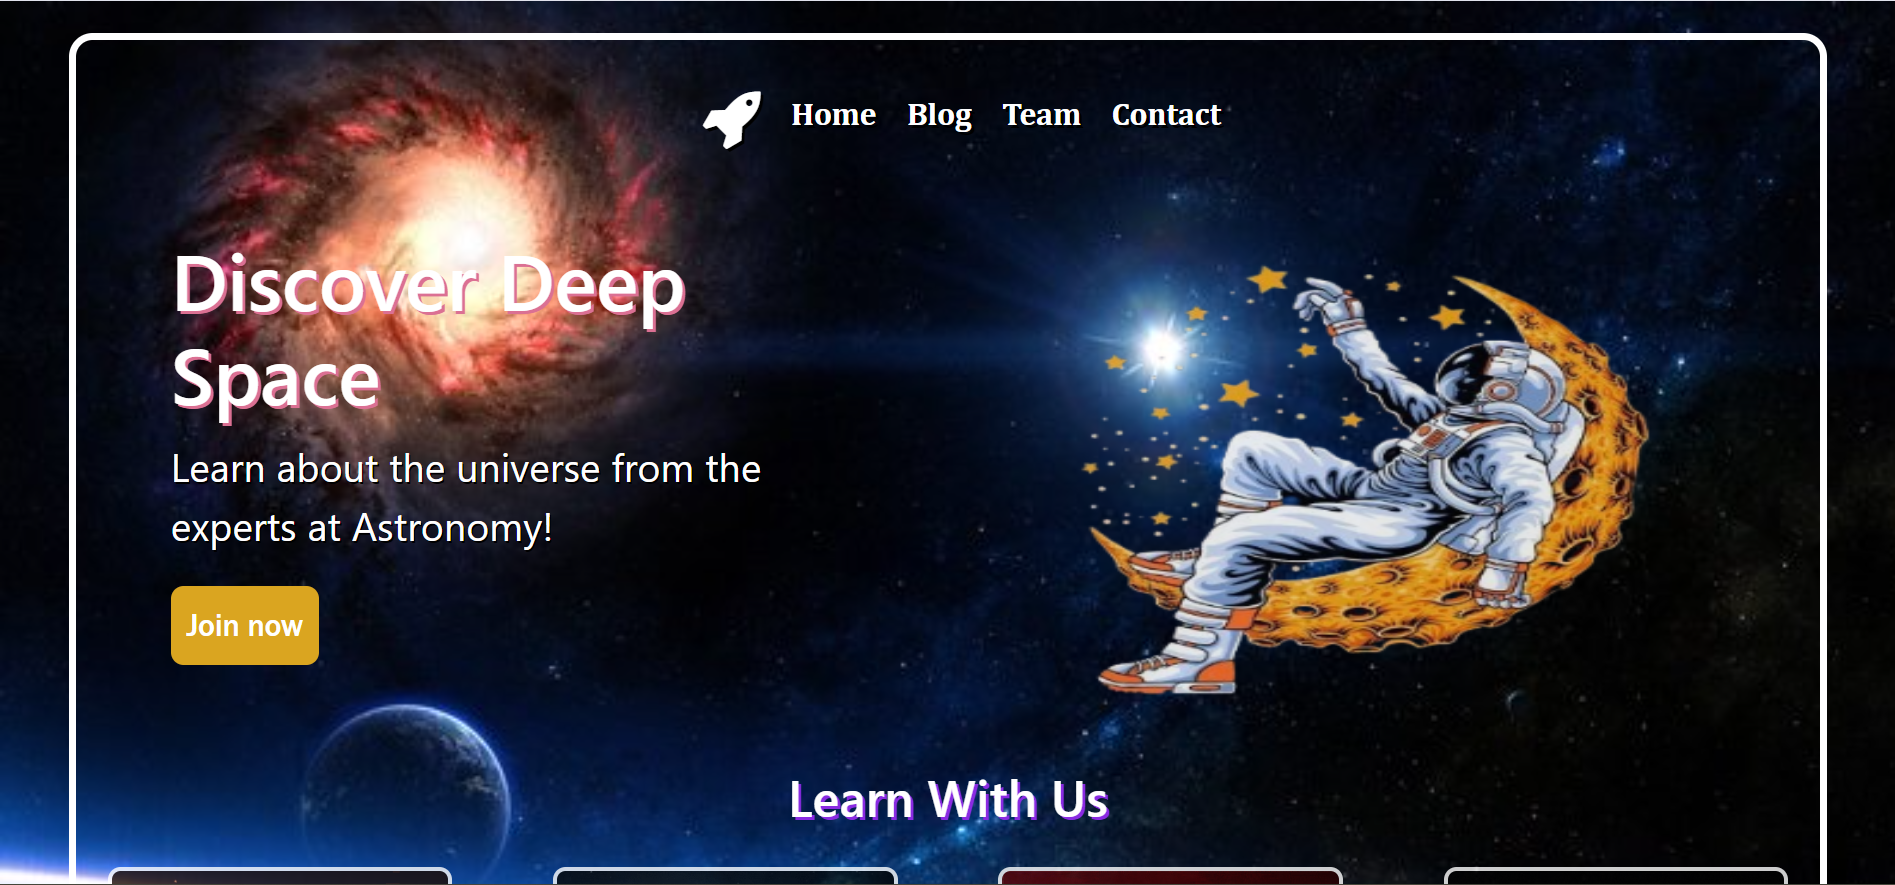 Home Blog Team Contact
Discover Deep
Space
Learn about the universe from the
experts at Astronomy!
Join now
Learn With Us